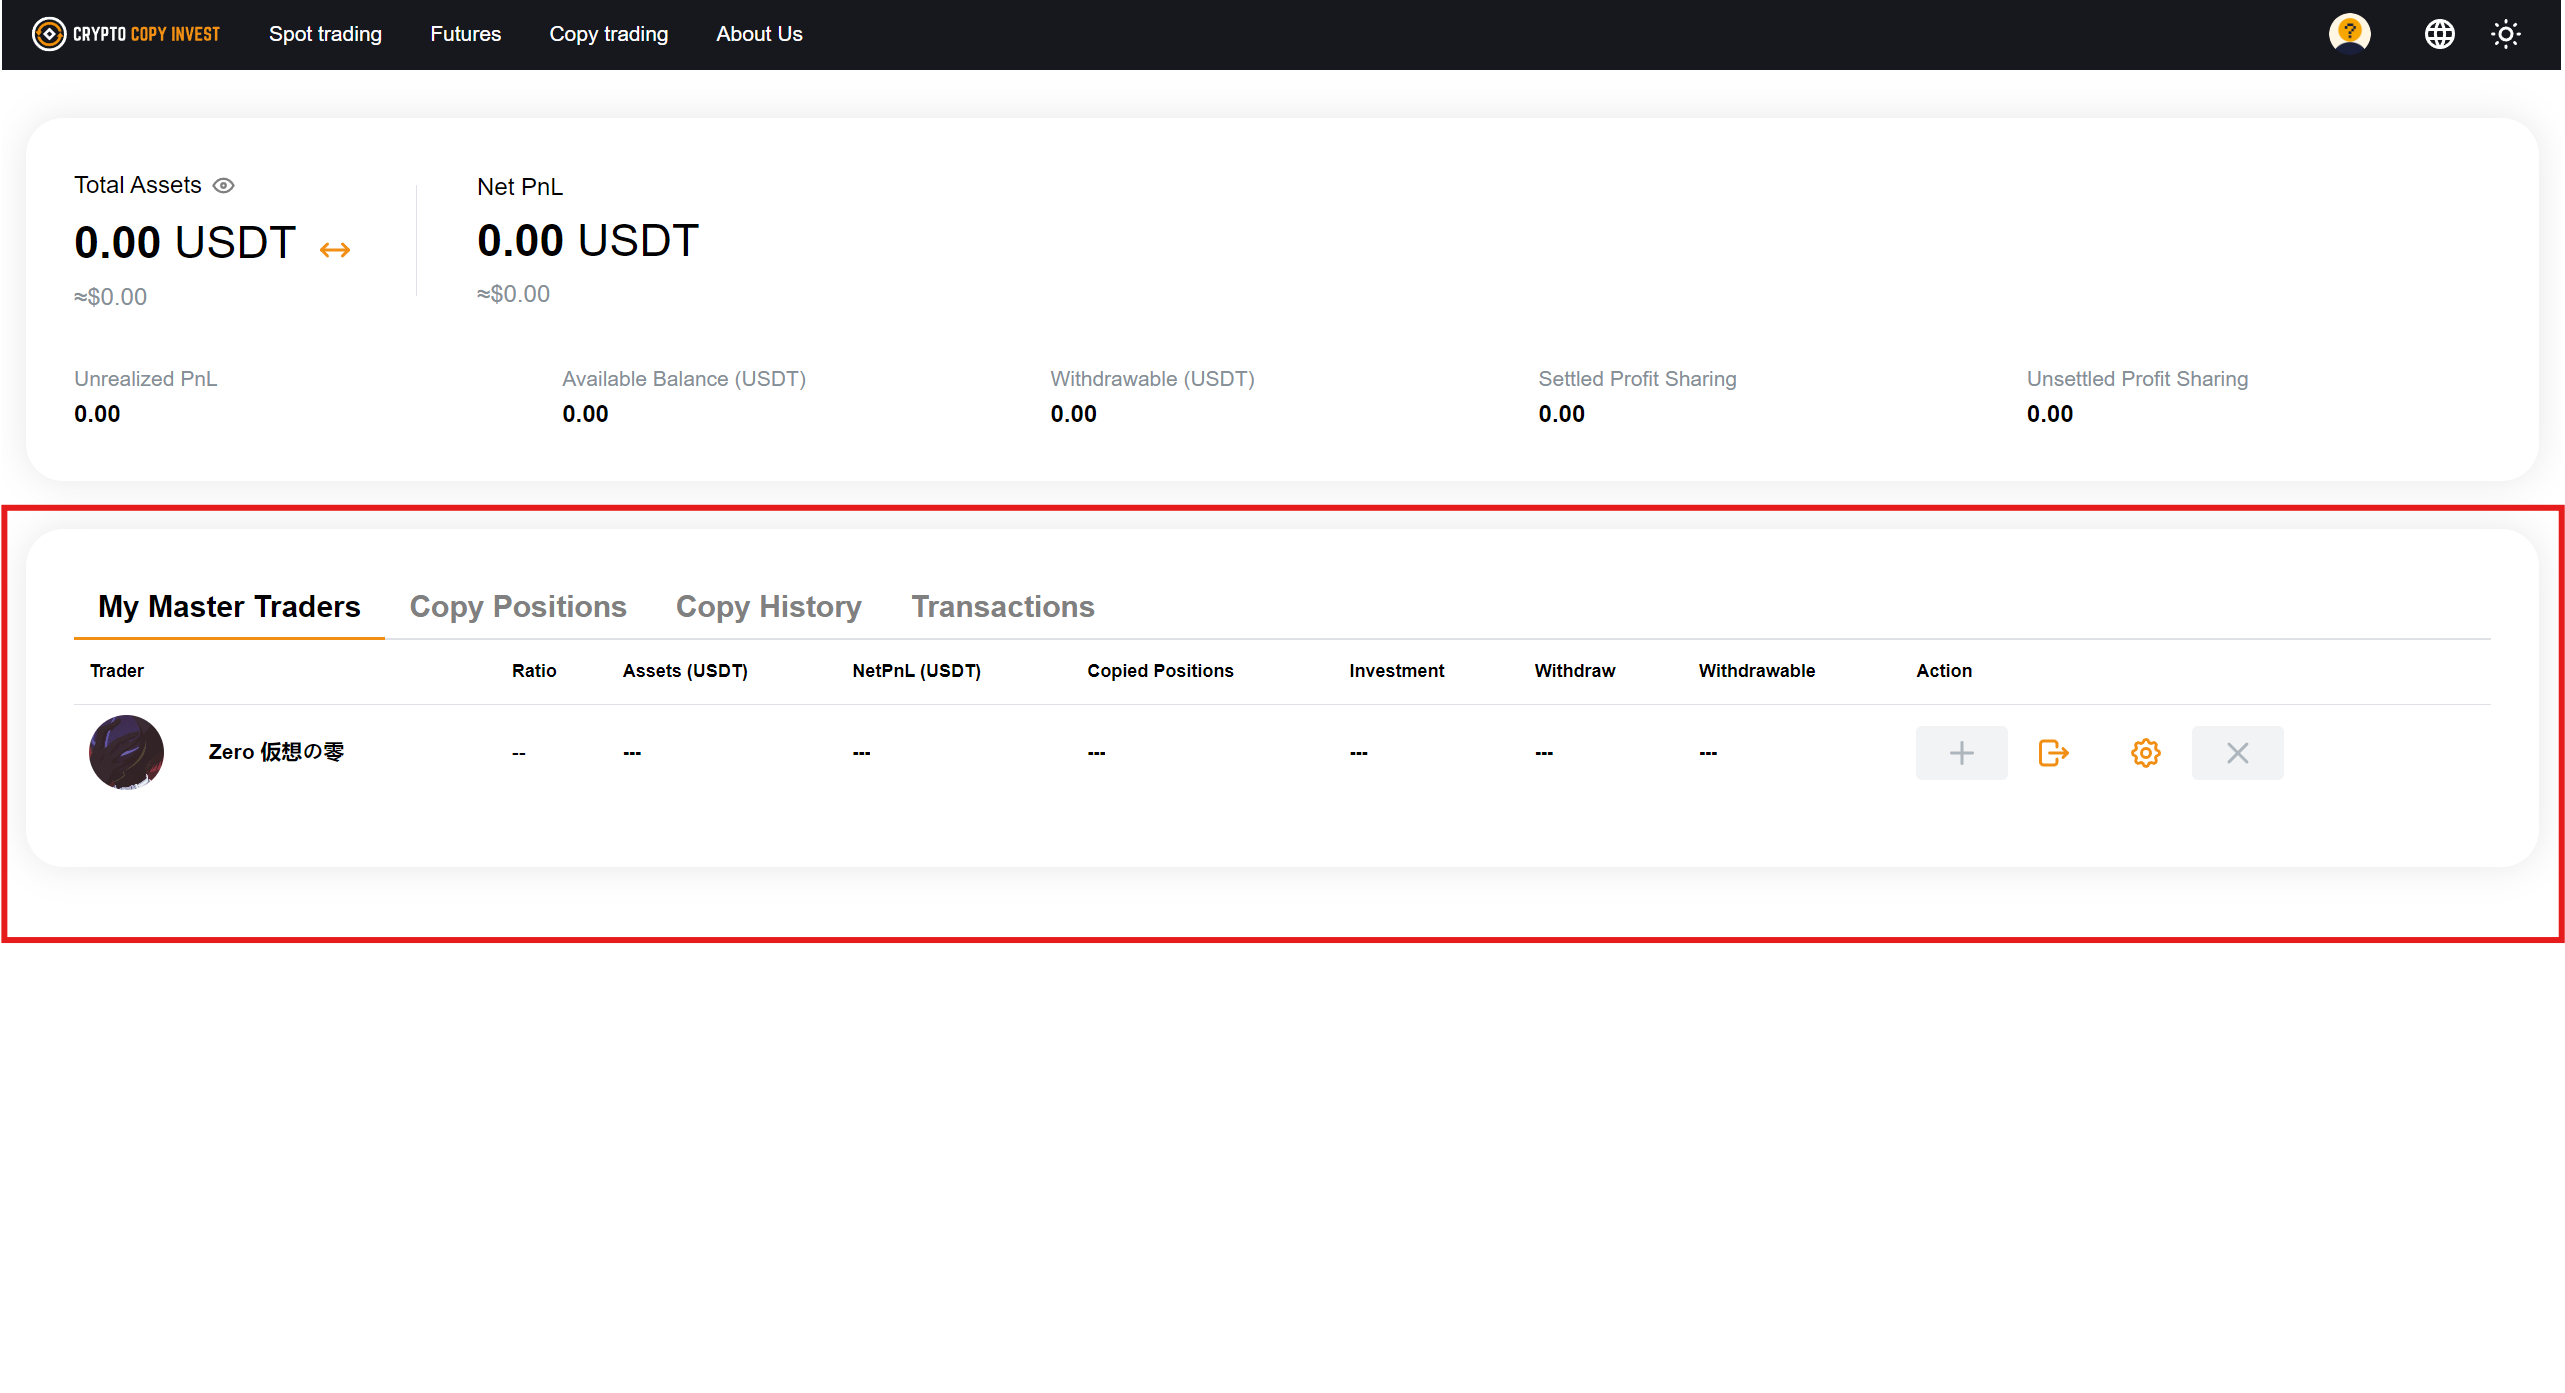 CRYPTO COPY INVEST Spot trading Futures Copy trading About Us
Total Assets Net PnL
0.00 USDT 0.00 USDT
≈$0.00 ≈$0.00
Unrealized PnL Available Balance (USDT) Withdrawable (USDT) Settled Profit Sharing Unsettled Profit Sharing
0.00 0.00 0.00 0.00 0.00
My Master Traders Copy Positions Copy History Transactions
Trader Ratio Assets (USDT) NetPnL (USDT) Copied Positions Investment Withdraw Withdrawable Action
Zero 仮想の零 -- --- --- --- --- --- ---